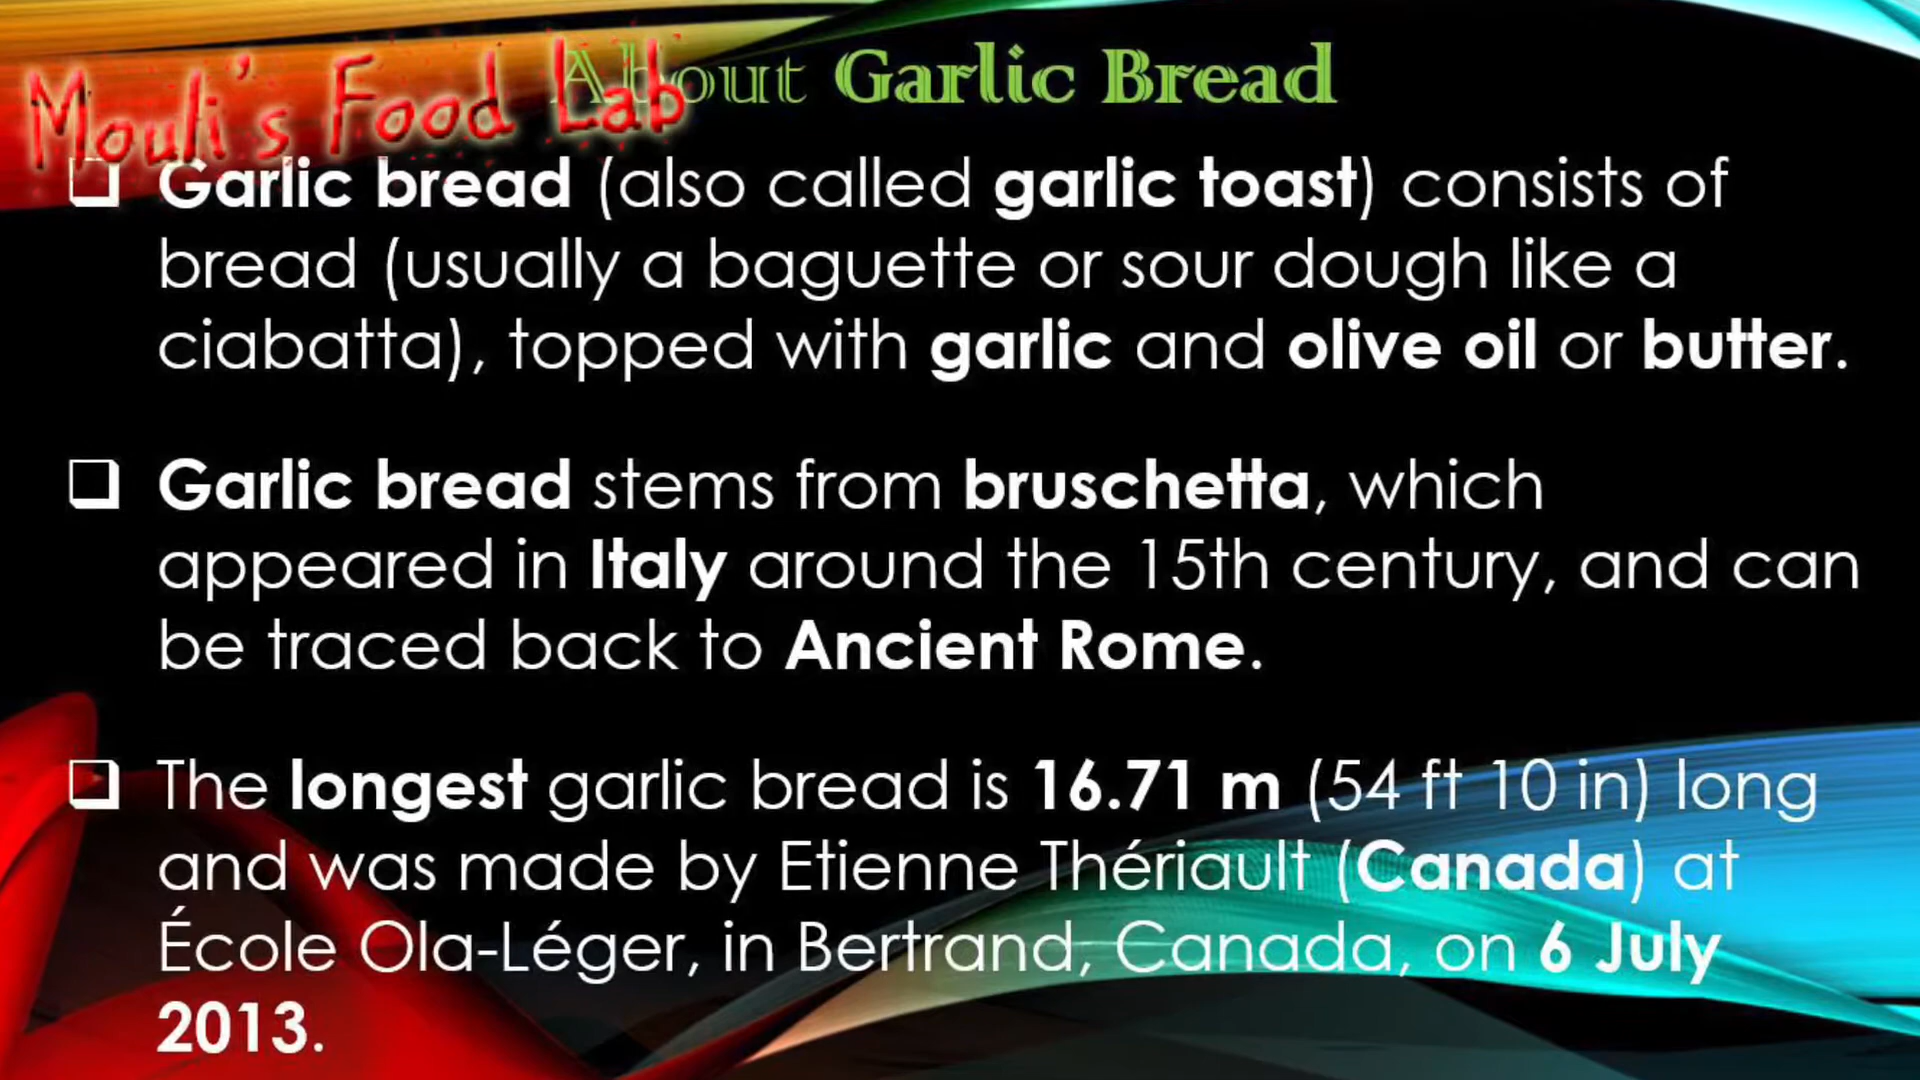 Mouli's Food Lab
About Garlic Bread
Garlic bread (also called garlic toast) consists of
bread (usually a baguette or sour dough like a
ciabatta), topped with garlic and olive oil or butter.
Garlic bread stems from bruschetta, which
appeared in Italy around the 15th century, and can
be traced back to Ancient Rome.
The longest garlic bread is 16.71 m (54 ft 10 in) long
and was made by Etienne Thériault (Canada) at
École Ola-Léger, in Bertrand, Canada, on 6 July
2013.